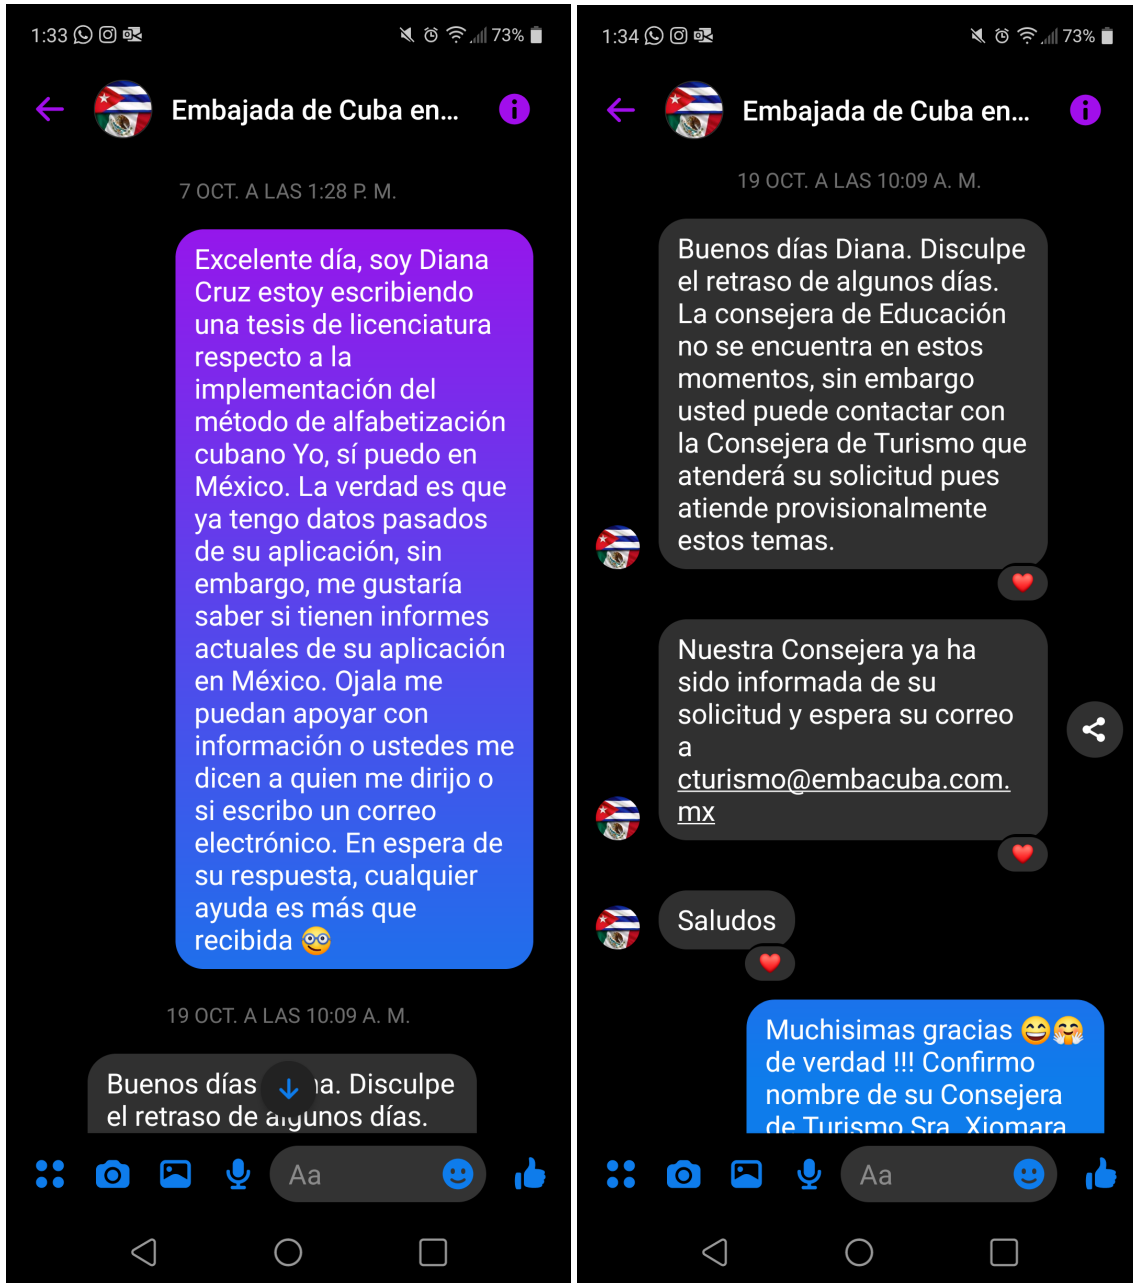 1:33
73%
Embajada de Cuba en...
7 OCT. A LAS 1:28 P. M.
Excelente día, soy Diana
Cruz estoy escribiendo
una tesis de licenciatura
respecto a la
implementación del
método de alfabetización
cubano Yo, sí puedo en
México. La verdad es que
ya tengo datos pasados
de su aplicación, sin
embargo, me gustaría
saber si tienen informes
actuales de su aplicación
en México. Ojala me
puedan apoyar con
información o ustedes me
dicen a quien me dirijo o
si escribo un correo
electrónico. En espera de
su respuesta, cualquier
ayuda es más que
recibida
19 OCT. A LAS 10:09 A. M.
Buenos días na. Disculpe
el retraso de algunos días.
Aa
1:34
73%
Embajada de Cuba en...
19 OCT. A LAS 10:09 A. M.
Buenos días Diana. Disculpe
el retraso de algunos días.
La consejera de Educación
no se encuentra en estos
momentos, sin embargo
usted puede contactar con
la Consejera de Turismo que
atenderá su solicitud pues
atiende provisionalmente
estos temas.
Nuestra Consejera ya ha
sido informada de su
solicitud y espera su correo
a
cturismo@embacuba.com.
mx
Saludos
Muchisimas gracias 😄🤗
de verdad !!! Confirmo
nombre de su Consejera
de Turismo Sra. Xiomara
Aa